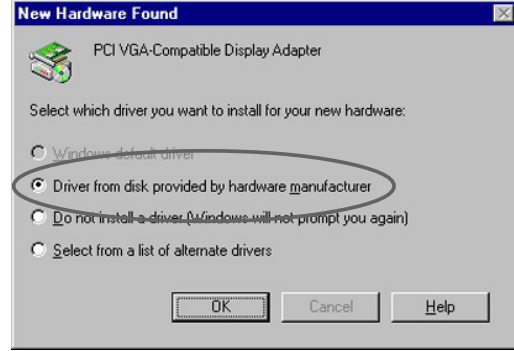 New Hardware Found
PCI VGA-Compatible Display Adapter
Select which driver you want to install for your new hardware:
Windows default driver
Driver from disk provided by hardware manufacturer
Do not install a driver (Windows will not prompt you again)
Select from a list of alternate drivers
OK Cancel Help